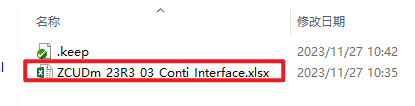 名称 修改日期
.keep 2023/11/27 10:42
ZCUDm_23R3_03_Conti_Interface.xlsx 2023/11/27 10:35